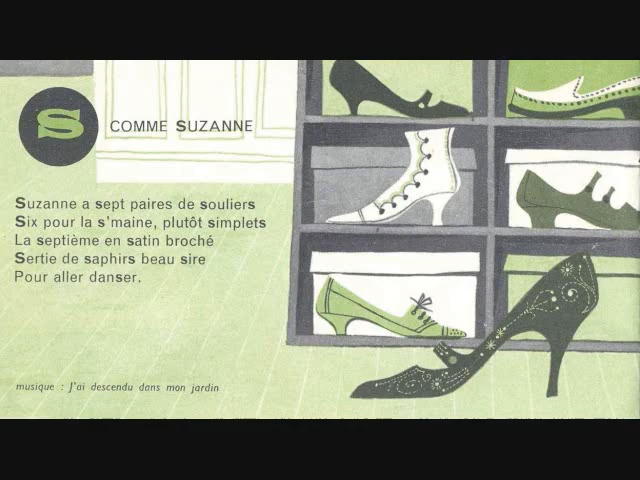 S
COMME SUZANNE
Suzanne a sept paires de souliers
Six pour la s'maine, plutôt simplets
La septième en satin broché
Sertie de saphirs beau sire
Pour aller danser.
musique : J'ai descendu dans mon jardin